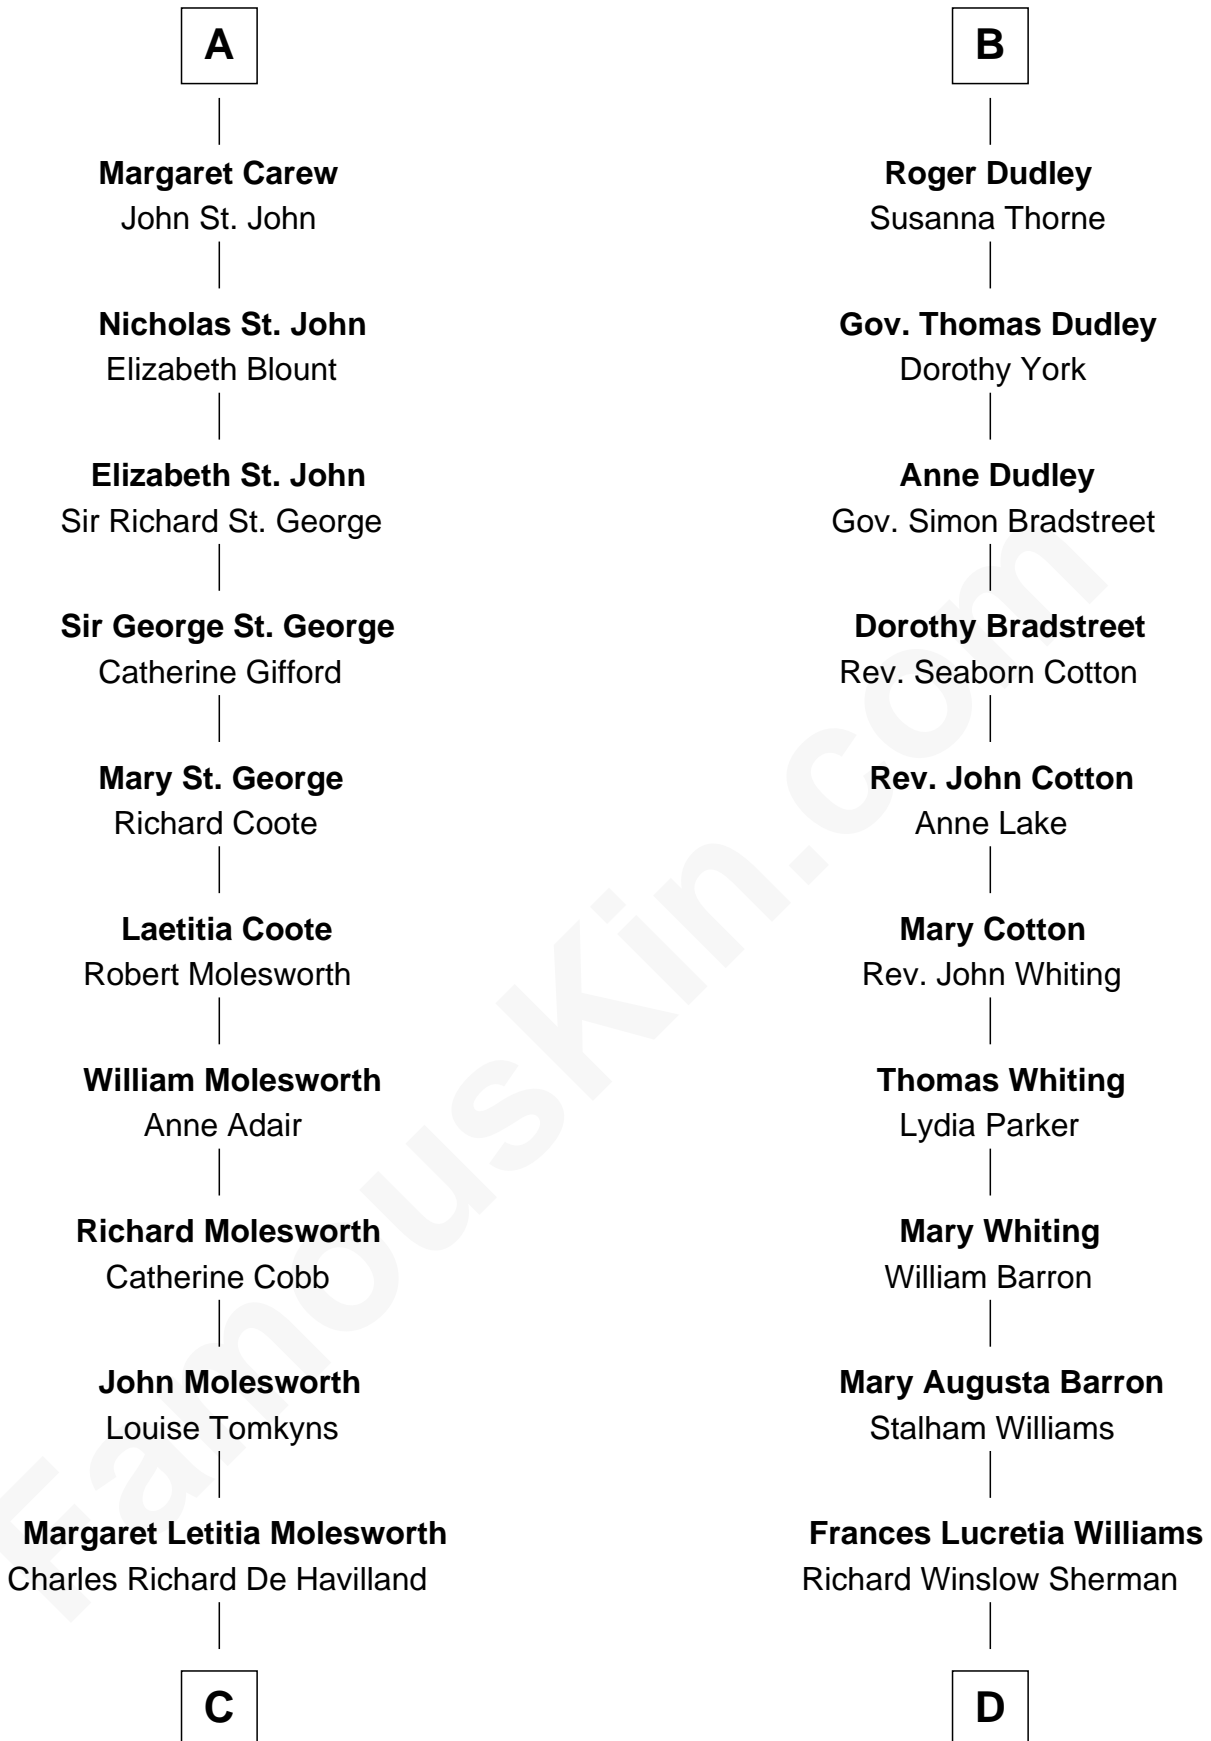 A
Margaret Carew
John St. John
Nicholas St. John
Elizabeth Blount
Elizabeth St. John
Sir Richard St. George
Sir George St. George
Catherine Gifford
Mary St. George
Richard Coote
Laetitia Coote
Robert Molesworth
William Molesworth
Anne Adair
Richard Molesworth
Catherine Cobb
John Molesworth
Louise Tomkyns
Margaret Letitia Molesworth
Charles Richard De Havilland
C
B
Roger Dudley
Susanna Thorne
Gov. Thomas Dudley
Dorothy York
Anne Dudley
Gov. Simon Bradstreet
Dorothy Bradstreet
Rev. Seaborn Cotton
Rev. John Cotton
Anne Lake
Mary Cotton
Rev. John Whiting
Thomas Whiting
Lydia Parker
Mary Whiting
William Barron
Mary Augusta Barron
Stalham Williams
Frances Lucretia Williams
Richard Winslow Sherman
D
FamousKin.com